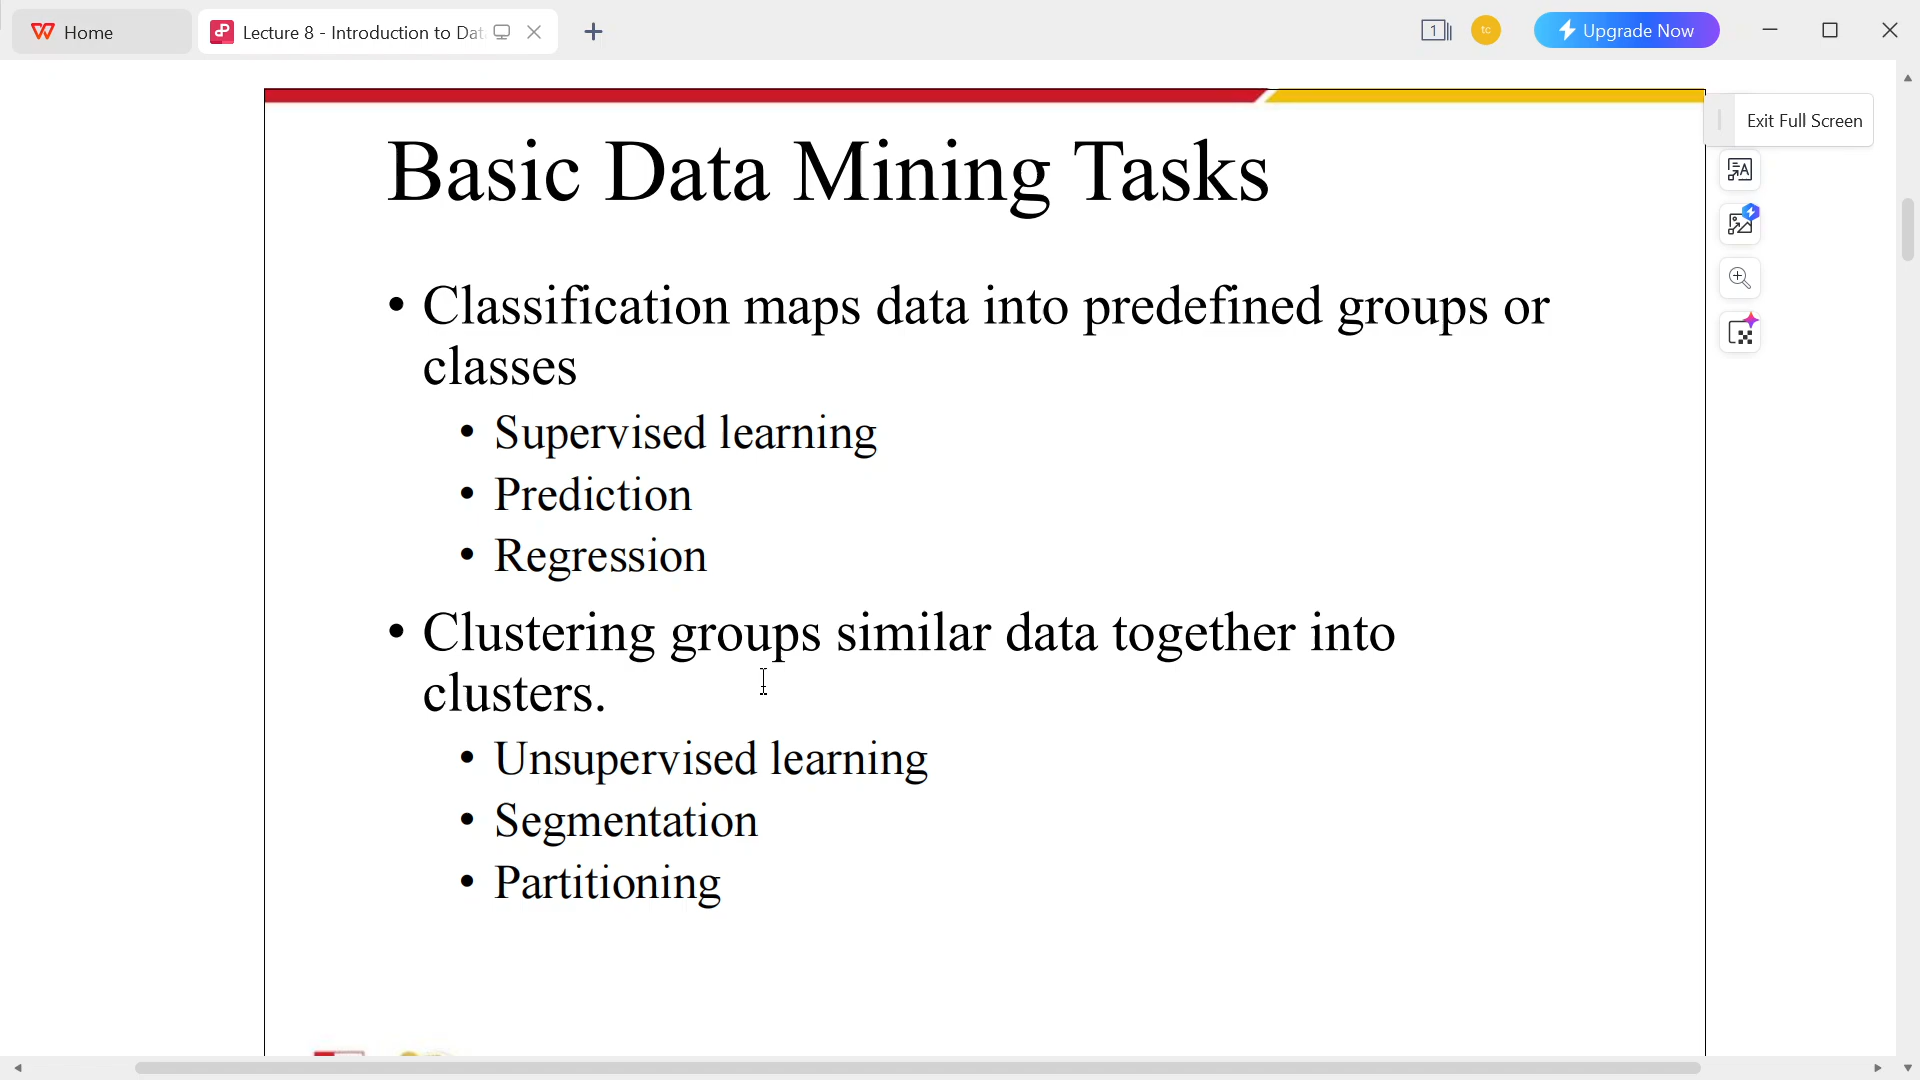 Home
Lecture 8 - Introduction to Dat
1
tc
Upgrade Now
Exit Full Screen
Basic Data Mining Tasks
• Classification maps data into predefined groups or
classes
• Supervised learning
• Prediction
• Regression
• Clustering groups similar data together into
clusters.
• Unsupervised learning
• Segmentation
• Partitioning